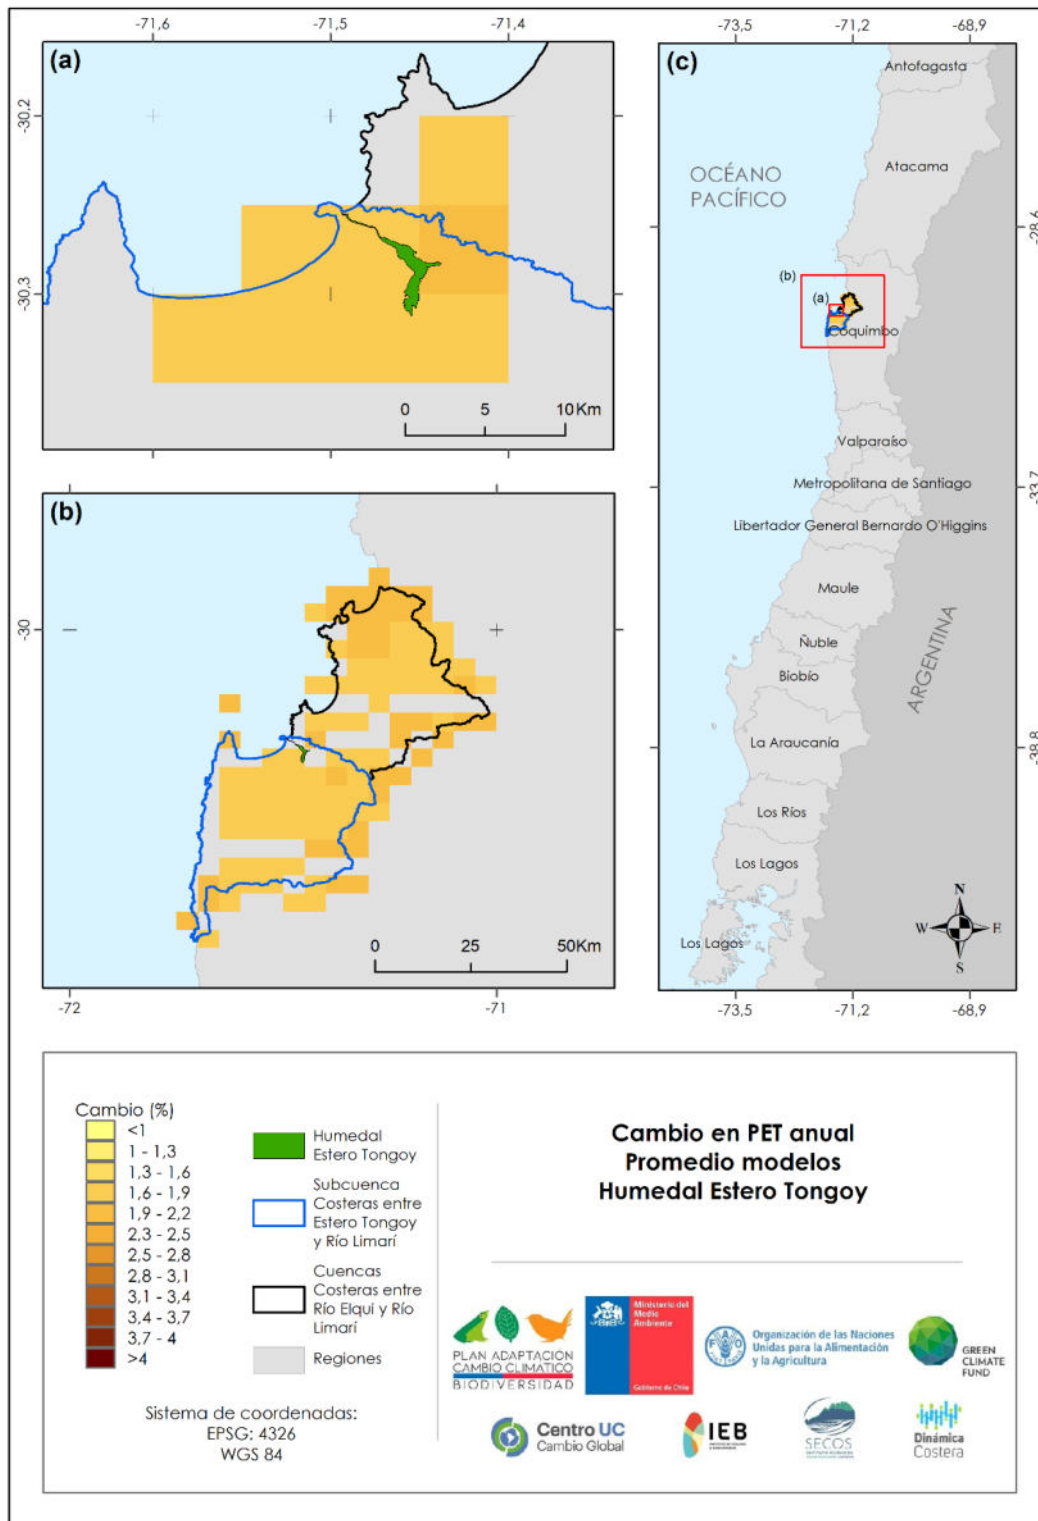 -71,6
-71,5
-71,4
-73,5
-71,2
-68,9
(a)
-30,2
-30,3
0
5
10Km
(b)
-30
0
25
50Km
-72
-71
(c)
Antofagasta
Atacama
OCÉANO
PACÍFICO
-28,6
(b)
(a)
Coquimbo
Valparaíso
Metropolitana de Santiago
Libertador General Bernardo O'Higgins
Maule
Ñuble
Biobío
ARGENTINA
La Araucanía
Los Ríos
Los Lagos
Los Lagos
N
W
E
S
-73,5
-71,2
-68,9
Cambio (%)
<1
1 - 1,3
1,3 - 1,6
1,6 - 1,9
1,9 - 2,2
2,3 - 2,5
2,5 - 2,8
2,8 - 3,1
3,1 - 3,4
3,4 - 3,7
3,7 - 4
>4
Humedal
Estero Tongoy
Subcuenca
Costeras entre
Estero Tongoy
y Río Limarí
Cuencas
Costeras entre
Río Elqui y Río
Limarí
Regiones
Sistema de coordenadas:
EPSG: 4326
WGS 84
Cambio en PET anual
Promedio modelos
Humedal Estero Tongoy
PLAN ADAPTACIÓN
CAMBIO CLIMÁTICO
BIODIVERSIDAD
Ministerio del
Medio
Ambiente
Gobierno de Chile
FAO
Organización de las Naciones
Unidas para la Alimentación
y la Agricultura
GREEN
CLIMATE
FUND
Centro UC
Cambio Global
IEB
SECOS
Dinámica
Costera